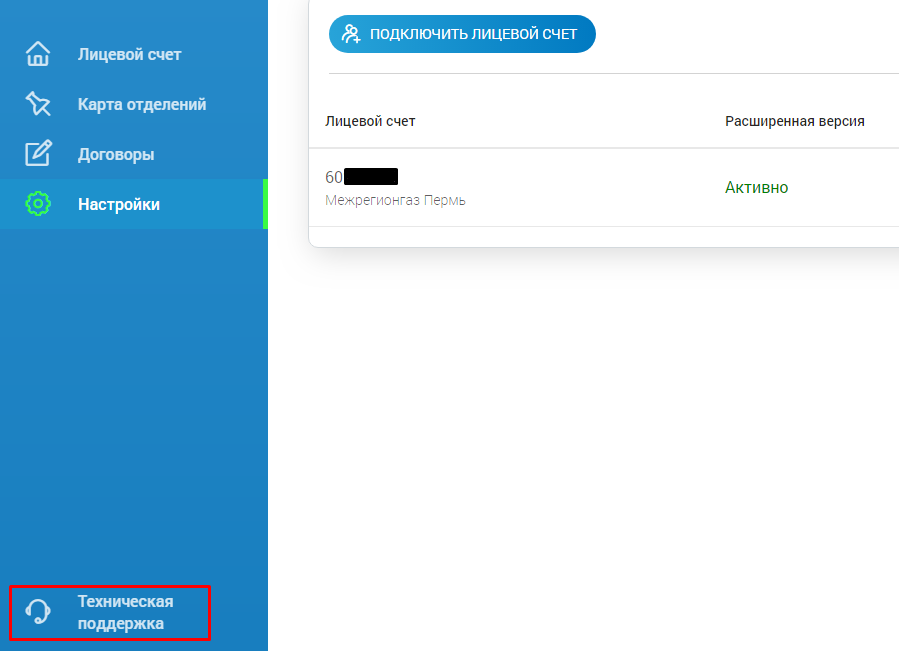 Лицевой счет
Карта отделений
Договоры
Настройки
Техническая
поддержка
ПОДКЛЮЧИТЬ ЛИЦЕВОЙ СЧЕТ
Лицевой счет
Расширенная версия
60
Межрегионгаз Пермь
Активно